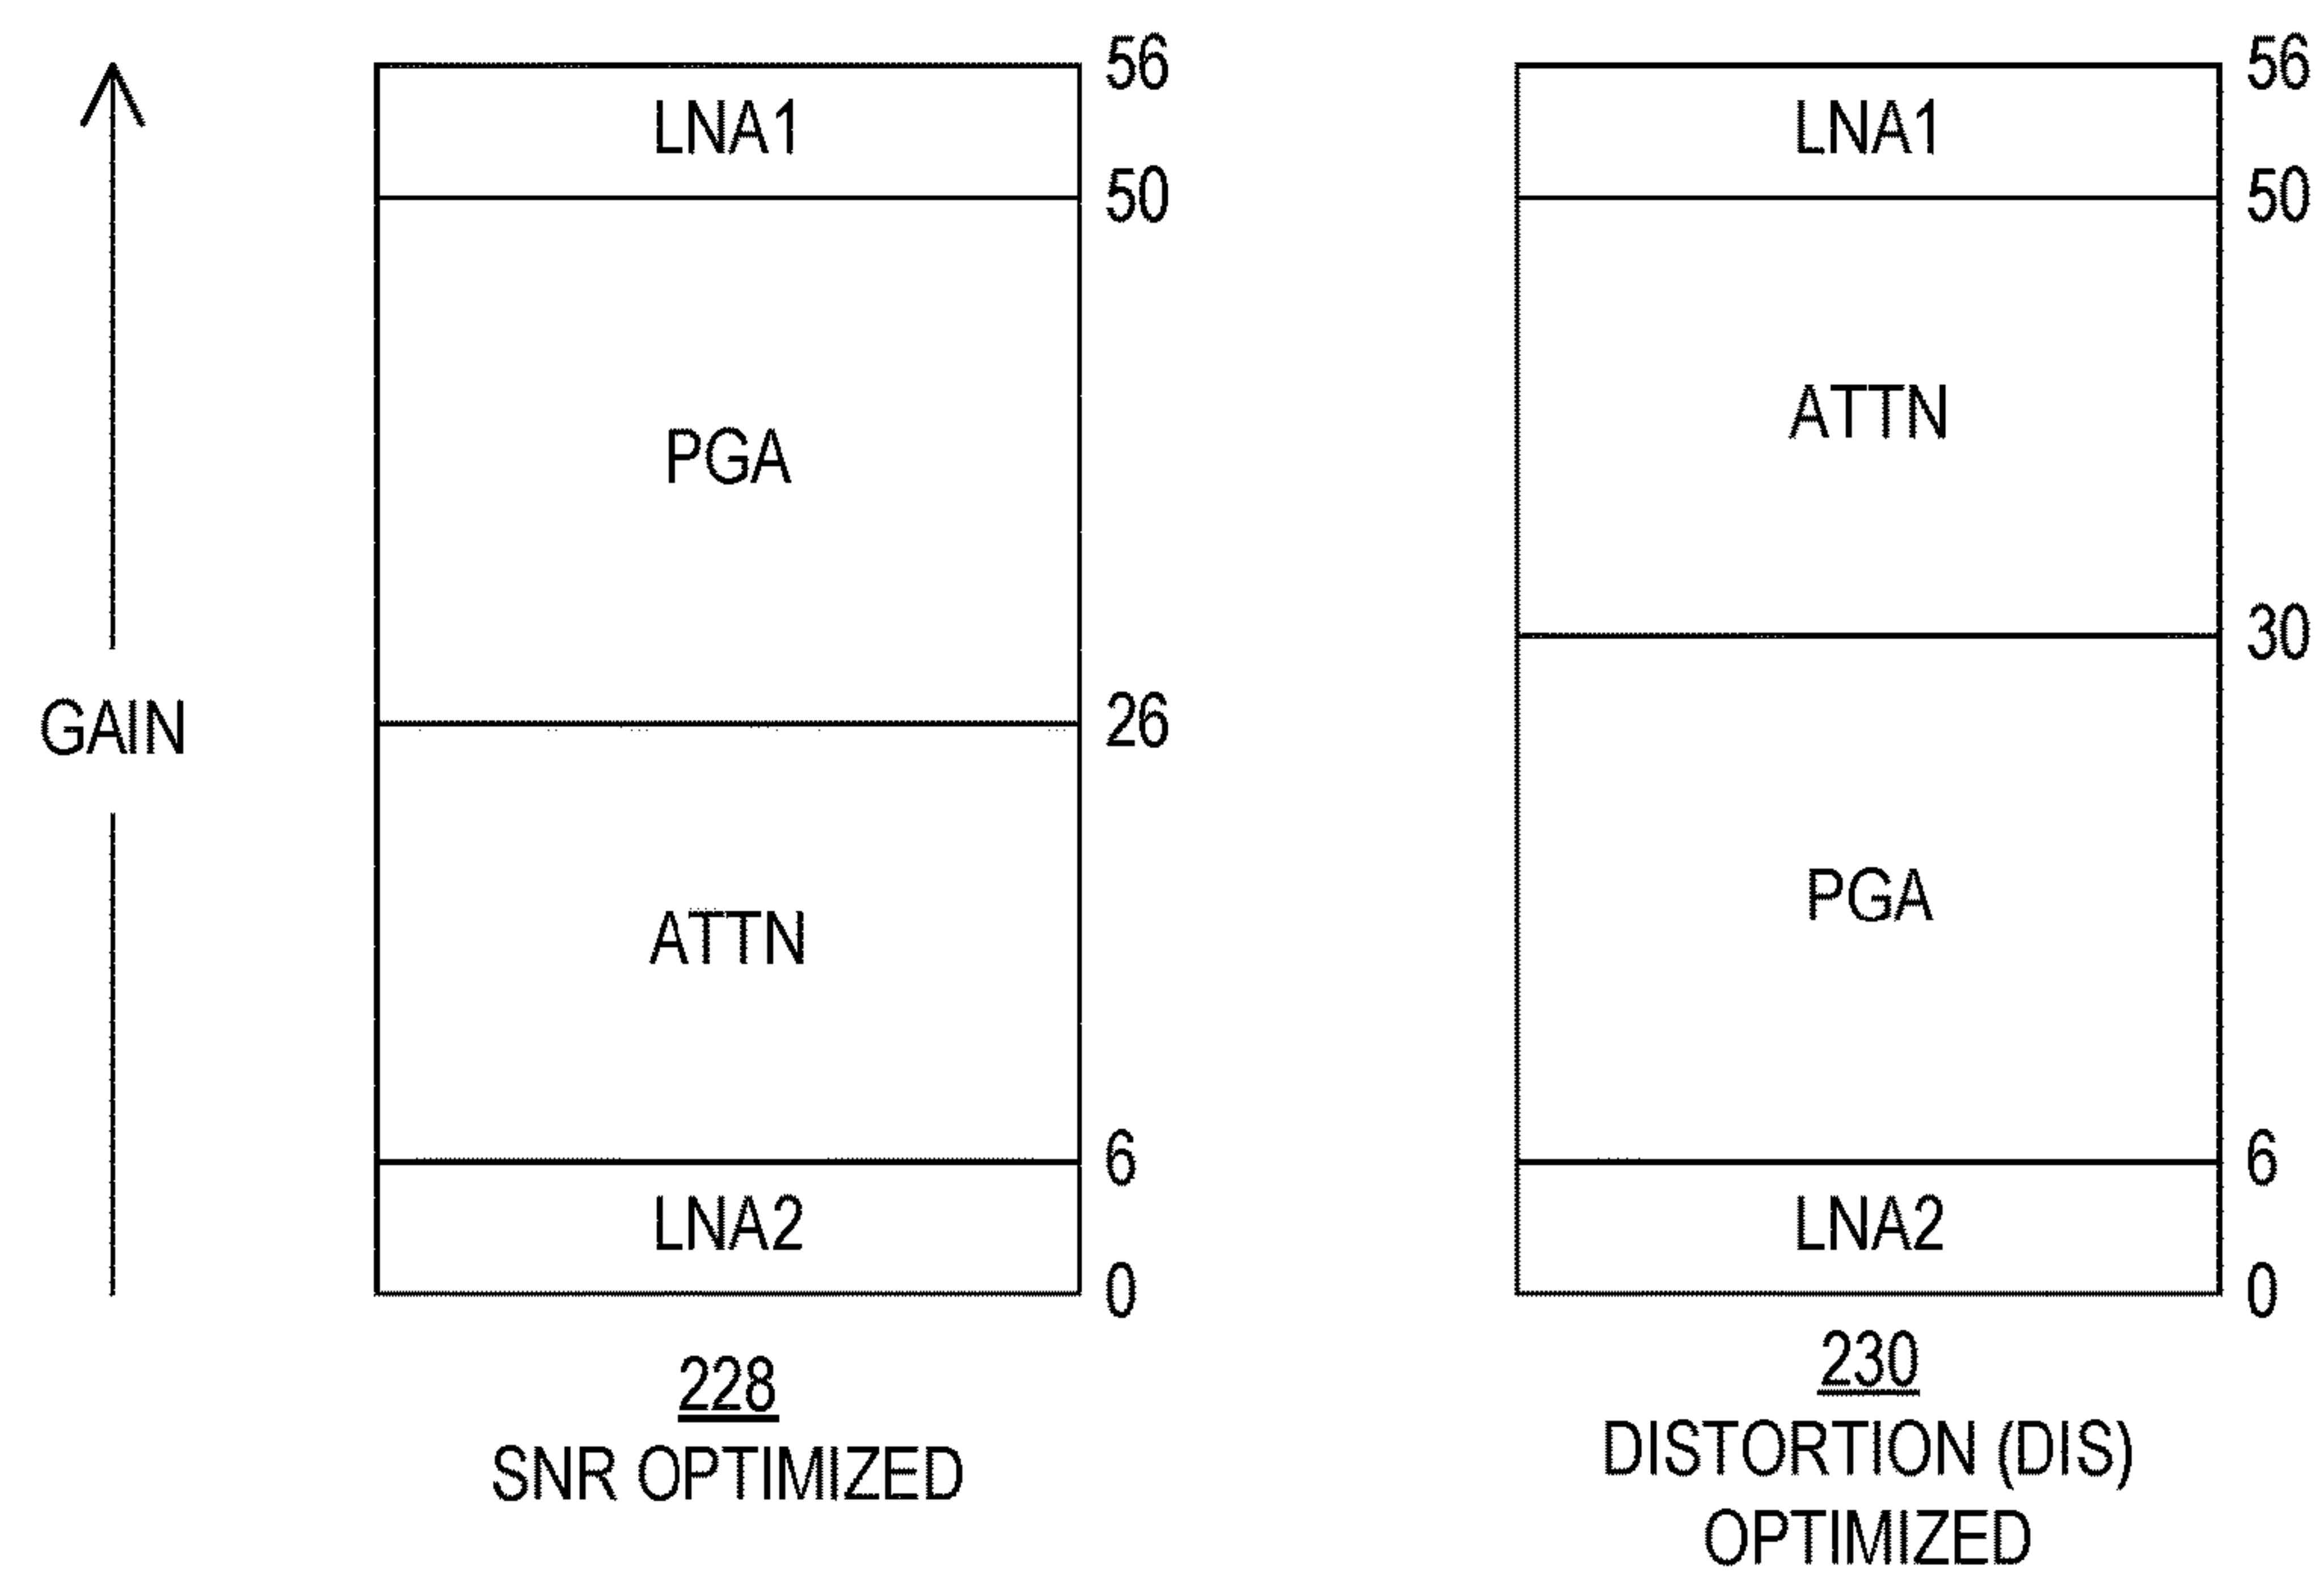 GAIN
56
LNA1
50
PGA
26
ATTN
6
LNA2
0
228
SNR OPTIMIZED
56
LNA1
50
ATTN
30
PGA
6
LNA2
0
230
DISTORTION (DIS)
OPTIMIZED